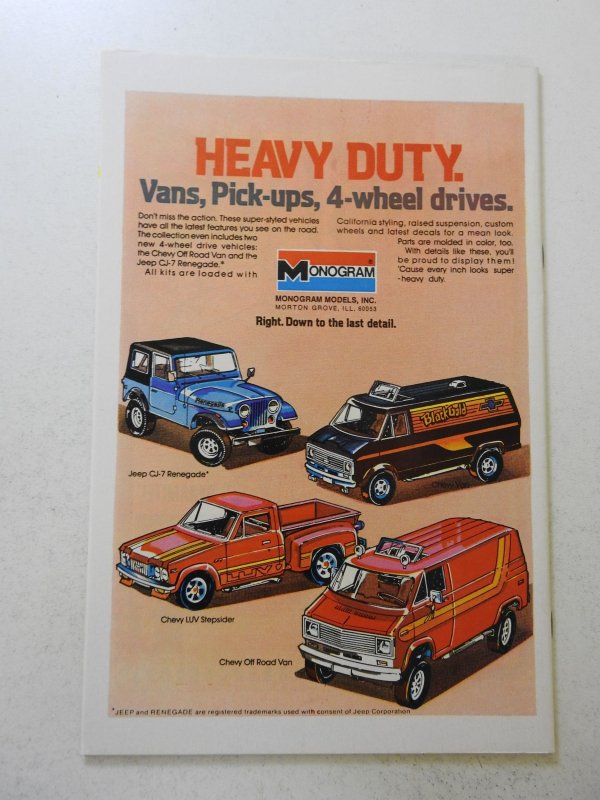 HEAVY DUTY.
Vans, Pick-ups, 4-wheel drives.
Don't miss the action. These super-styled vehicles
have all the latest features you see on the road.
The collection even includes two
new 4-wheel drive vehicles:
the Chevy Off Road Van and the
Jeep CJ-7 Renegade.*
All kits are loaded with
California styling, raised suspension, custom
wheels and latest decals for a mean look.
Parts are molded in color, too.
With details like these, you'll
be proud to display them!
'Cause every inch looks super
-heavy duty.
MONOGRAM
MONOGRAM MODELS, INC.
MORTON GROVE, ILL. 60053
Right. Down to the last detail.
Renegade
Black Gold
Jeep CJ-7 Renegade*
Chevy Van
LUV
Chevy LUV Stepsider
Chevy Off Road Van
*JEEP and RENEGADE are registered trademarks used with consent of Jeep Corporation